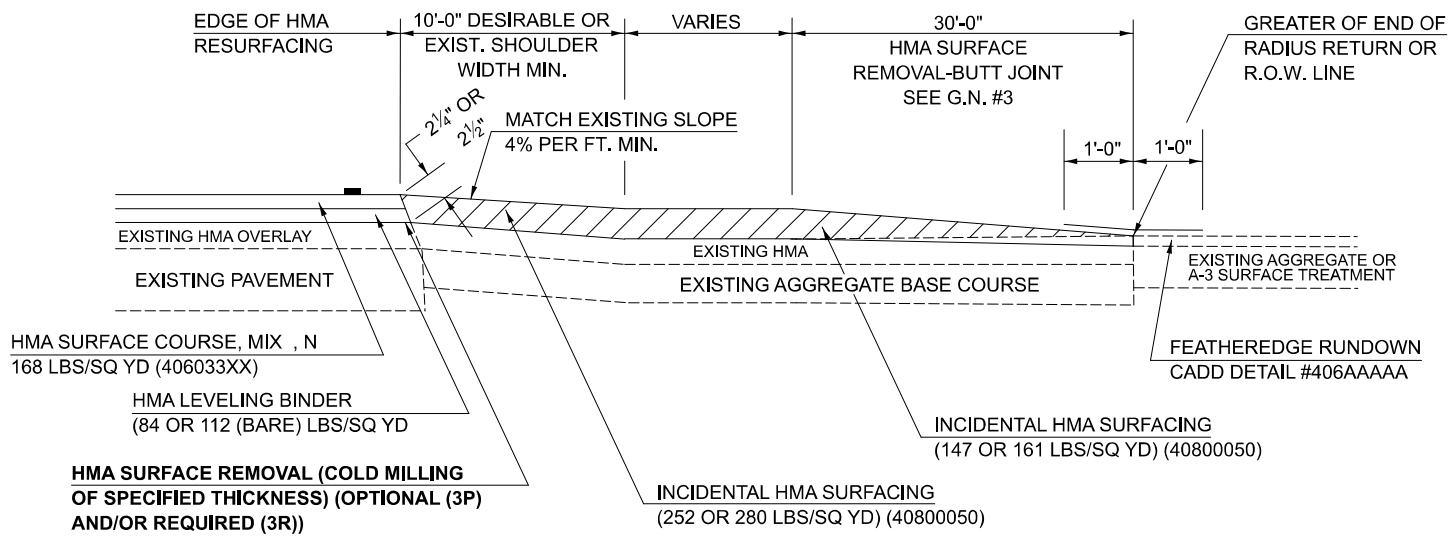 EDGE OF HMA
RESURFACING
10'-0" DESIRABLE OR
EXIST. SHOULDER
WIDTH MIN.
VARIES
30'-0"
HMA SURFACE
REMOVAL-BUTT JOINT
SEE G.N. #3
GREATER OF END OF
RADIUS RETURN OR
R.O.W. LINE
2¼" OR
2½"
MATCH EXISTING SLOPE
4% PER FT. MIN.
1'-0"
1'-0"
EXISTING HMA OVERLAY
EXISTING HMA
EXISTING AGGREGATE OR
A-3 SURFACE TREATMENT
EXISTING PAVEMENT
EXISTING AGGREGATE BASE COURSE
HMA SURFACE COURSE, MIX , N
168 LBS/SQ YD (406033XX)
FEATHEREDGE RUNDOWN
CADD DETAIL #406AAAAA
HMA LEVELING BINDER
(84 OR 112 (BARE) LBS/SQ YD
INCIDENTAL HMA SURFACING
(147 OR 161 LBS/SQ YD) (40800050)
HMA SURFACE REMOVAL (COLD MILLING
OF SPECIFIED THICKNESS) (OPTIONAL (3P)
AND/OR REQUIRED (3R))
INCIDENTAL HMA SURFACING
(252 OR 280 LBS/SQ YD) (40800050)